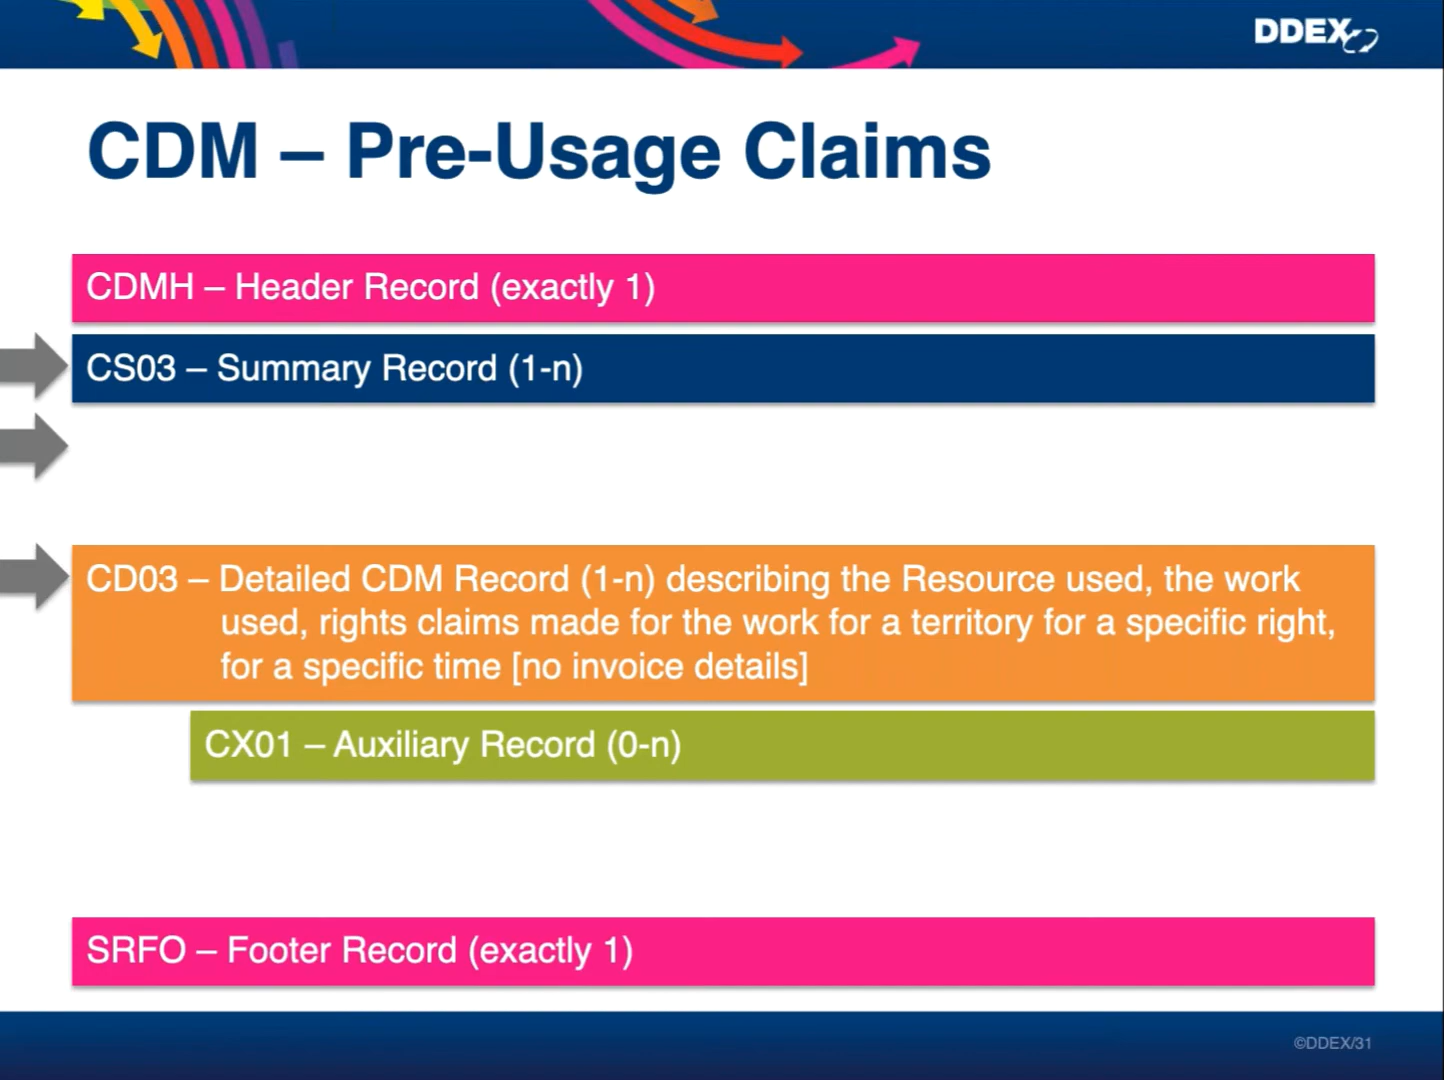 DDEX
CDM – Pre-Usage Claims
CDMH – Header Record (exactly 1)
CS03 – Summary Record (1-n)
CD03 – Detailed CDM Record (1-n) describing the Resource used, the work
used, rights claims made for the work for a territory for a specific right,
for a specific time [no invoice details]
CX01 – Auxiliary Record (0-n)
SRFO – Footer Record (exactly 1)
©DDEX/31